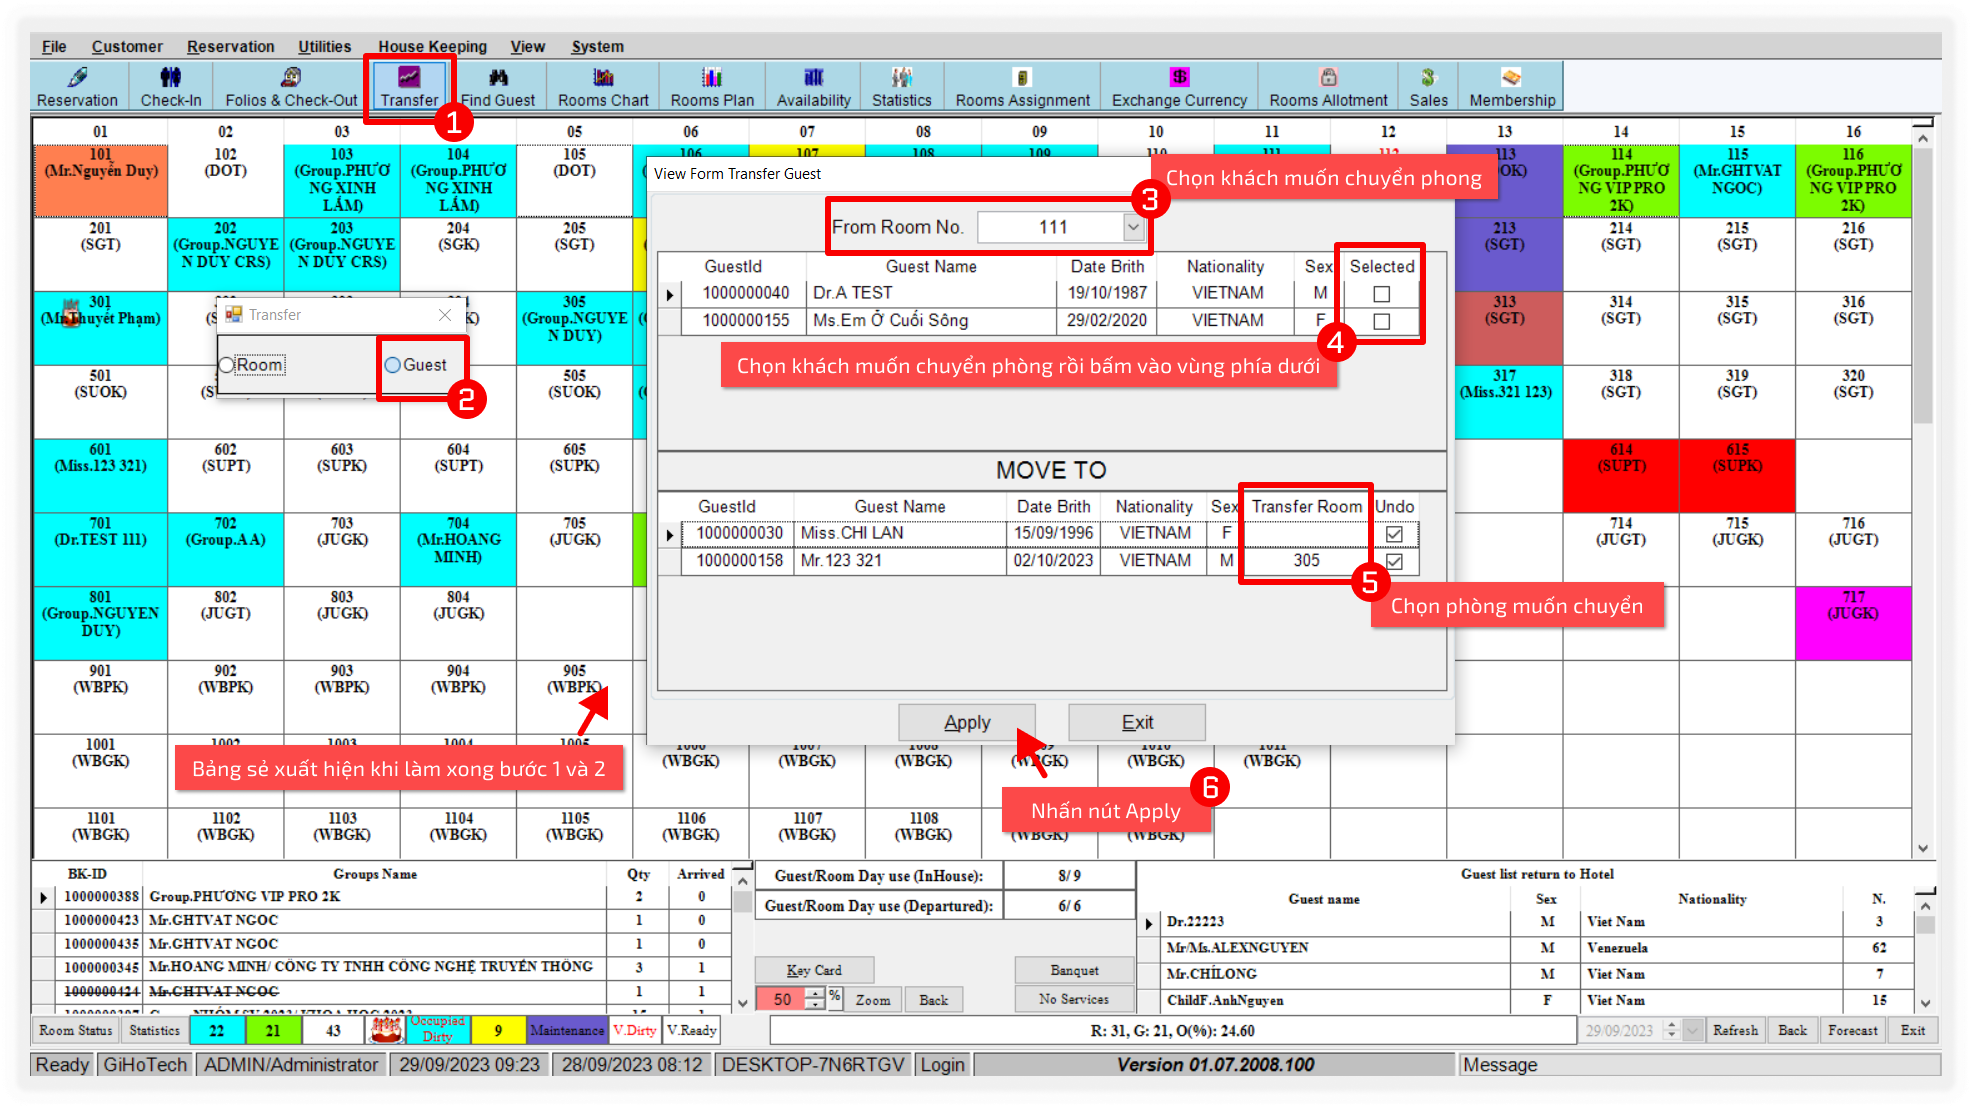 File Customer Reservation Utilities House Keeping View System
Reservation Check-In Folios & Check-Out Transfer Find Guest Rooms Chart Rooms Plan Availability Statistics Rooms Assignment Exchange Currency Rooms Allotment Sales Membership
1
01 02 03 05 06 07 08 09 10 11 12 13 14 15 16
101
(Mr.Nguyễn Duy)
102
(DOT)
103
(Group.PHƯƠ
NG XINH
LẮM)
104
(Group.PHƯƠ
NG XINH
LẮM)
105
(DOT)
106 107 108 109 110 111 112
113
114
(Group.PHƯƠ
NG VIP PRO
2K)
115
(Mr.GHTVAT
NGOC)
116
(Group.PHƯƠ
NG VIP PRO
2K)
201
(SGT)
202
(Group.NGUYE
N DUY CRS)
203
(Group.NGUYE
N DUY CRS)
204
(SGK)
205
(SGT)
213
(SGT)
214
(SGT)
215
(SGT)
216
(SGT)
301
(Mr.Thuyết Phạm)
305
(Group.NGUYE
N DUY)
313
(SGT)
314
(SGT)
315
(SGT)
316
(SGT)
Transfer
Room Guest
2
501
(SUOK)
505
(SUOK)
317
(Miss.321 123)
318
(SGT)
319
(SGT)
320
(SGT)
601
(Miss.123 321)
602
(SUPT)
603
(SUPK)
604
(SUPT)
605
(SUPK)
614
(SUPT)
615
(SUPK)
701
(Dr.TEST 111)
702
(Group.A A)
703
(JUGK)
704
(Mr.HOANG
MINH)
705
(JUGK)
714
(JUGT)
715
(JUGK)
716
(JUGT)
801
(Group.NGUYEN
DUY)
802
(JUGT)
803
(JUGK)
804
(JUGK)
717
(JUGK)
901
(WBPK)
902
(WBPK)
903
(WBPK)
904
(WBPK)
905
(WBPK)
View Form Transfer Guest
Chọn khách muốn chuyển phong
3
From Room No. 111
GuestId Guest Name Date Brith Nationality Sex Selected
1000000040 Dr.A TEST 19/10/1987 VIETNAM M
1000000155 Ms.Em Ở Cuối Sông 29/02/2020 VIETNAM F
4
Chọn khách muốn chuyển phòng rồi bấm vào vùng phía dưới
MOVE TO
GuestId Guest Name Date Brith Nationality Sex Transfer Room Undo
1000000030 Miss.CHI LAN 15/09/1996 VIETNAM F
1000000158 Mr.123 321 02/10/2023 VIETNAM M 305
5
Chọn phòng muốn chuyển
Apply Exit
Bảng sẻ xuất hiện khi làm xong bước 1 và 2
6
Nhấn nút Apply
1001
(WBGK)
1002 1003 1004 1005
1006
(WBGK)
1007
(WBGK)
1008
(WBGK)
(WBGK)
1010
(WBGK)
1011
(WBGK)
1101
(WBGK)
1102
(WBGK)
1103
(WBGK)
1104
(WBGK)
1105
(WBGK)
1106
(WBGK)
1107
(WBGK)
1108
(WBGK)
(WBGK)
(WBGK)
BK-ID Groups Name Qty Arrived
1000000388 Group.PHƯƠNG VIP PRO 2K 2 0
1000000423 Mr.GHTVAT NGOC 1 0
1000000435 Mr.GHTVAT NGOC 1 0
1000000345 Mr.HOANG MINH/ CÔNG TY TNHH CÔNG NGHỆ TRUYỀN THÔNG 3 1
1000000424 Mr.GHTVAT NGOC 1 1
Guest/Room Day use (InHouse): 8/ 9
Guest/Room Day use (Departured): 6/ 6
Key Card Banquet
50 % Zoom Back No Services
Guest list return to Hotel
Guest name Sex Nationality N.
Dr.22223 M Viet Nam 3
Mr/Ms.ALEXNGUYEN M Venezuela 62
Mr.CHÍLONG M Viet Nam 7
ChildF.AnhNguyen F Viet Nam 15
Room Status Statistics 22 21 43 Occupied Dirty 9 Maintenance V.Dirty V.Ready
R: 31, G: 21, O(%): 24.60
29/09/2023 Refresh Back Forecast Exit
Ready GiHoTech ADMIN/Administrator 29/09/2023 09:23 28/09/2023 08:12 DESKTOP-7N6RTGV Login Version 01.07.2008.100 Message